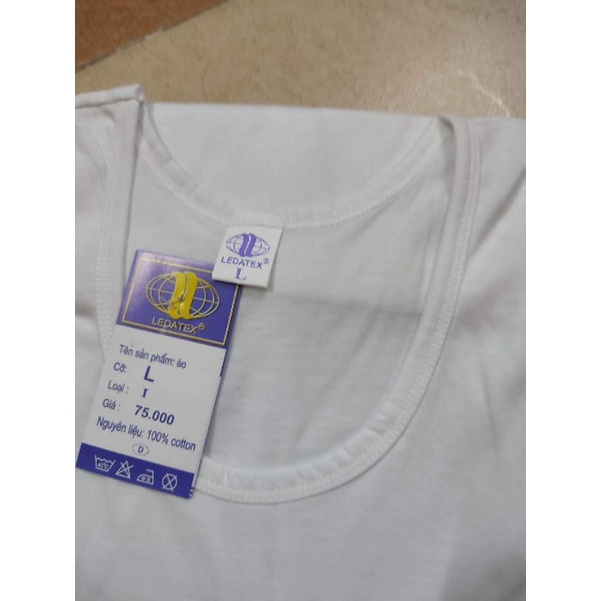 LEDATEX®
L
LEDATEX®
Tên sản phẩm: áo
Cỡ: L
Loại : I
Giá : 75.000
Nguyên liệu: 100% cotton
D